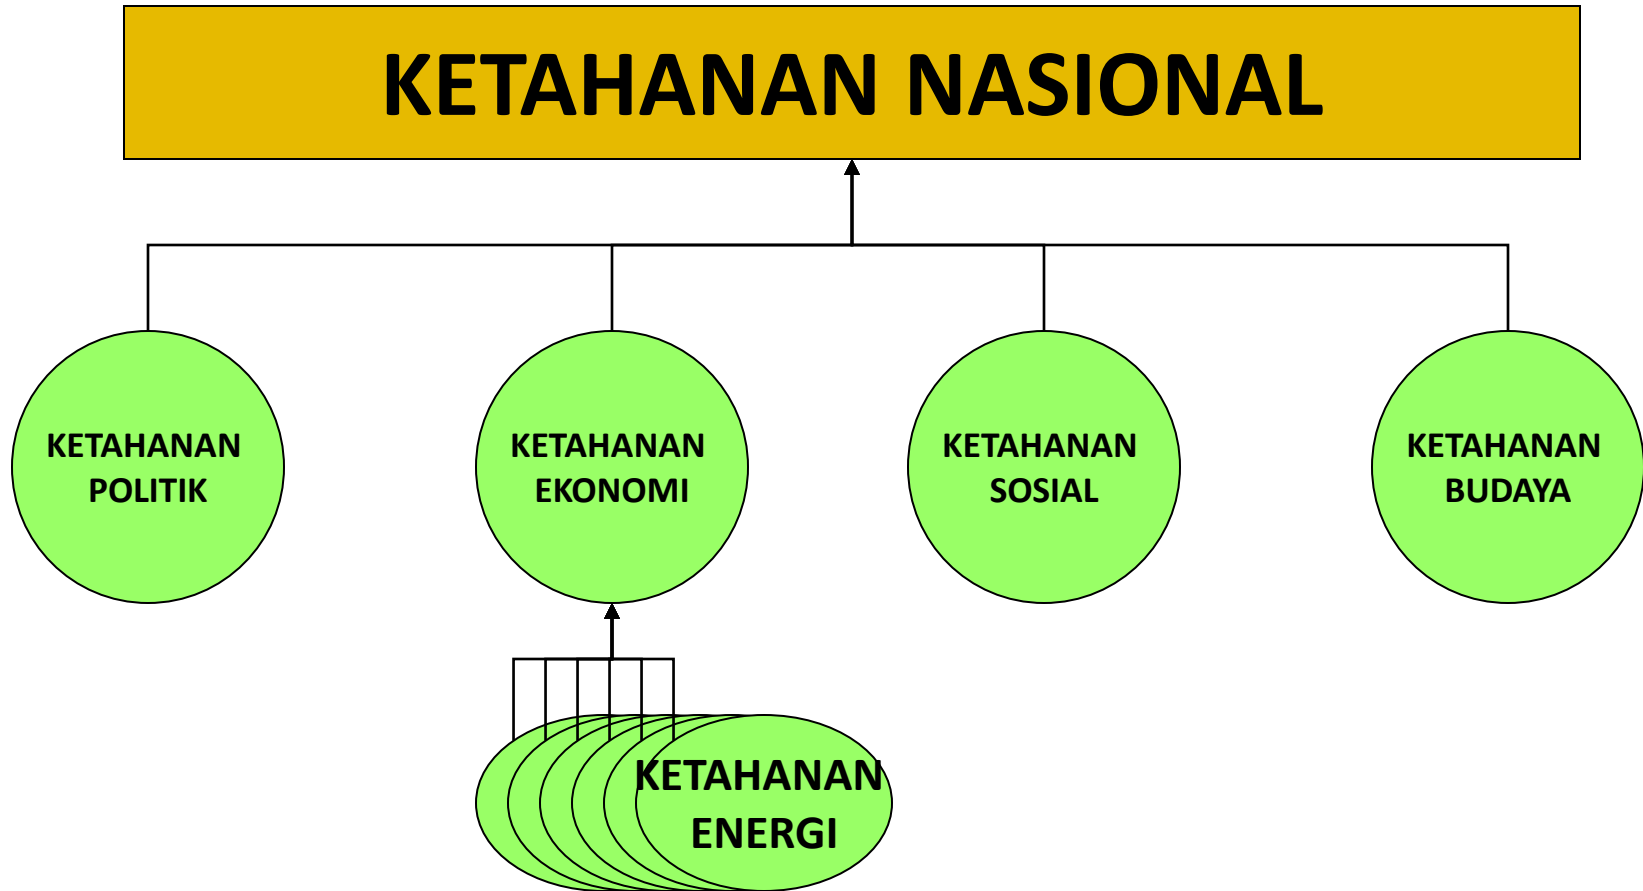 KETAHANAN NASIONAL
KETAHANAN
POLITIK
KETAHANAN
EKONOMI
KETAHANAN
SOSIAL
KETAHANAN
BUDAYA
KETAHANAN
ENERGI